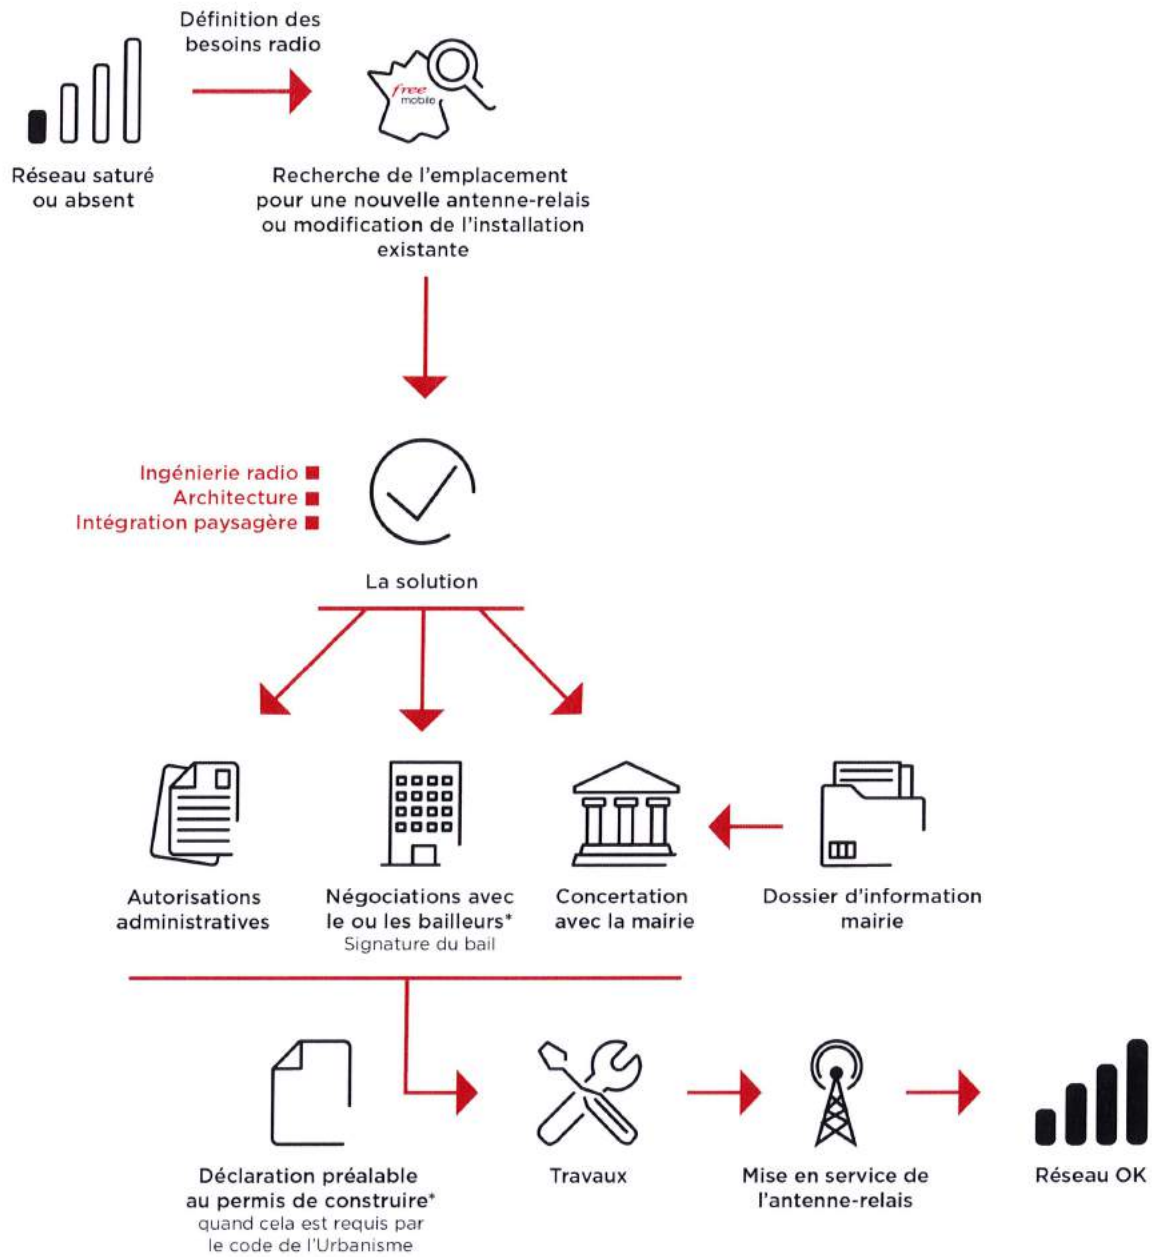 Définition des
besoins radio
free
mobile
Réseau saturé
ou absent
Recherche de l'emplacement
pour une nouvelle antenne-relais
ou modification de l'installation
existante
Ingénierie radio
Architecture
Intégration paysagère
La solution
Autorisations
administratives
Négociations avec
le ou les bailleurs*
Signature du bail
Concertation
avec la mairie
Dossier d'information
mairie
Déclaration préalable
au permis de construire*
quand cela est requis par
le code de l'Urbanisme
Travaux
Mise en service de
l'antenne-relais
Réseau OK